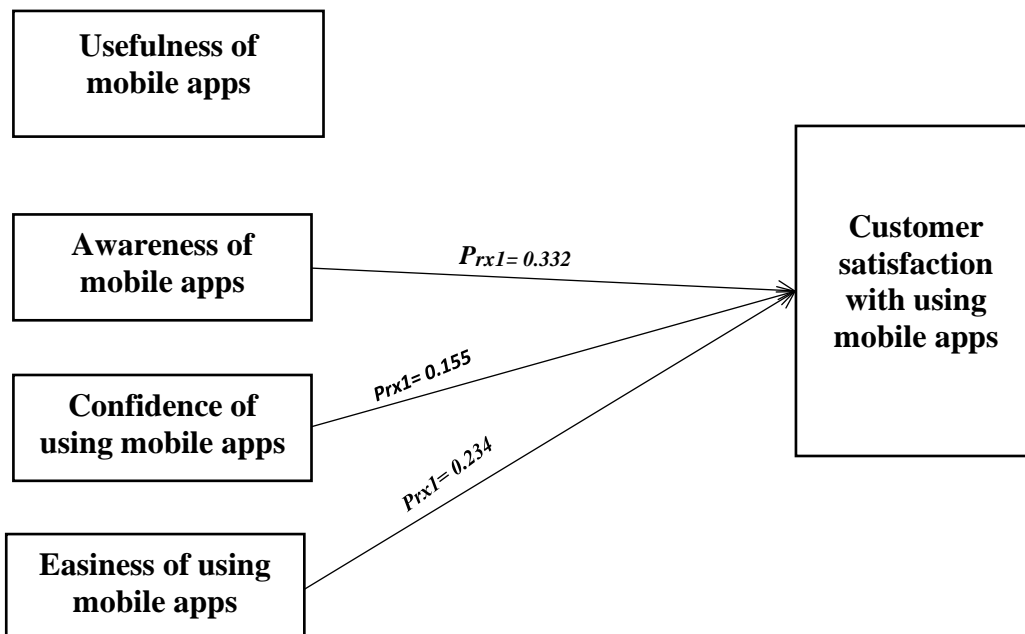 Usefulness of
mobile apps
Awareness of
mobile apps
Prx1= 0.332
Customer
satisfaction
with using
mobile apps
Prx1= 0.155
Confidence of
using mobile apps
Prx1= 0.234
Easiness of using
mobile apps